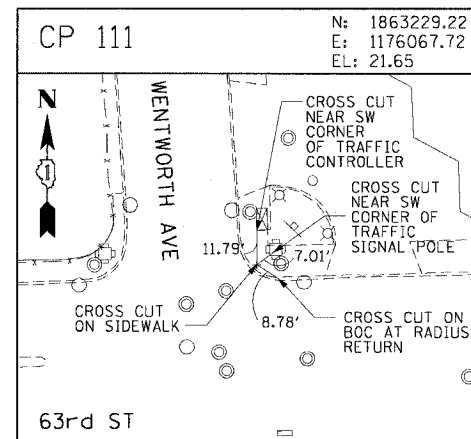 CP 111
N: 1863229.22
E: 1176067.72
EL: 21.65
N
1
WENTWORTH AVE
CROSS CUT
NEAR SW
CORNER
OF TRAFFIC
CONTROLLER
CROSS CUT
NEAR SW
CORNER OF
TRAFFIC
SIGNAL POLE
11.79'
7.01'
8.78'
CROSS CUT
ON SIDEWALK
CROSS CUT ON
BOC AT RADIUS
RETURN
63rd ST